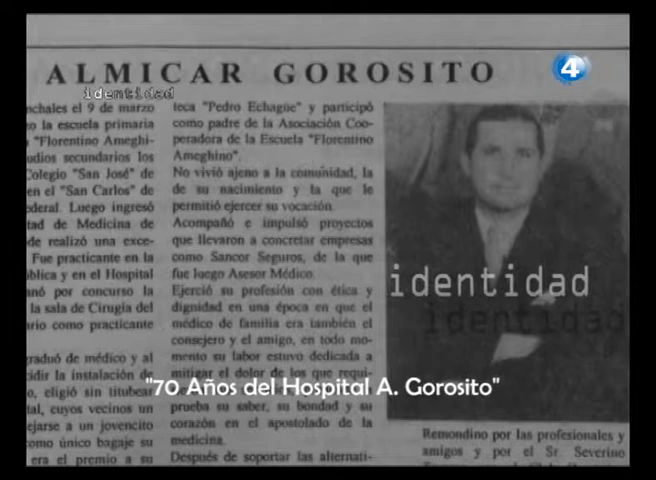 ALMICAR GOROSITO
4
identidad
nchales el 9 de marzo
o la escuela primaria
"Florentino Ameghi-
udios secundarios los
Colegio "San José" de
en el "San Carlos" de
ederal. Luego ingresó
tad de Medicina de
de realizó una exce-
Fue practicante en la
blica y en el Hospital
anó por concurso la
la sala de Cirugía del
rio como practicante
graduó de médico y al
cidir la instalación de
o, eligió sin titubear
tal, cuyos vecinos un
ejarse a un jovencito
omo único bagaje su
era el premio a su
teca "Pedro Echagüe" y participó
como padre de la Asociación Coo-
peradora de la Escuela "Florentino
Ameghino".
No vivió ajeno a la comunidad, la
de su nacimiento y la que le
permitió ejercer su vocación.
Acompañó e impulsó proyectos
que llevaron a concretar empresas
como Sancor Seguros, de la que
fue luego Asesor Médico.
Ejerció su profesión con ética y
dignidad en una época en que el
médico de familia era también el
consejero y el amigo, en todo mo-
mento su labor estuvo dedicada a
mitigar el dolor de los que requi-
prueba su saber, su bondad y su
corazón en el apostolado de la
medicina.
Después de soportar las alternati-
identidad
identidad
"70 Años del Hospital A. Gorosito"
Remondino por las profesionales y
amigos y por el Sr. Severino